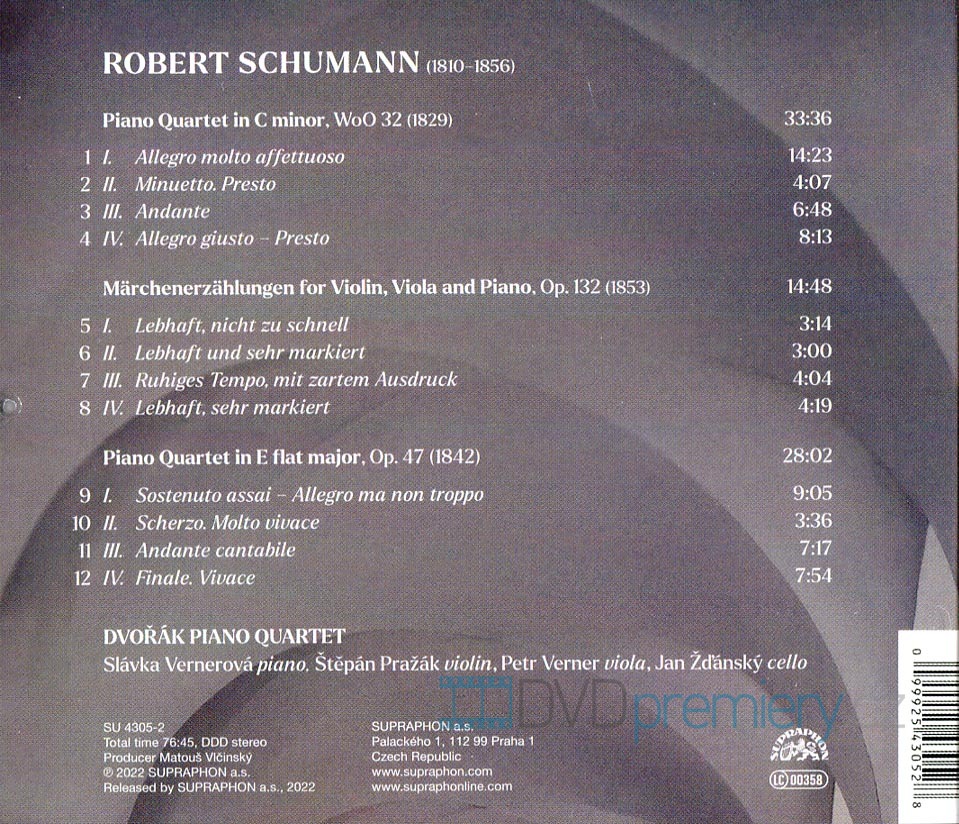 ROBERT SCHUMANN (1810–1856)
Piano Quartet in C minor, WoO 32 (1829) 33:36
1 I. Allegro molto affettuoso 14:23
2 II. Minuetto. Presto 4:07
3 III. Andante 6:48
4 IV. Allegro giusto – Presto 8:13
Märchenerzählungen for Violin, Viola and Piano, Op. 132 (1853) 14:48
5 I. Lebhaft, nicht zu schnell 3:14
6 II. Lebhaft und sehr markiert 3:00
7 III. Ruhiges Tempo, mit zartem Ausdruck 4:04
8 IV. Lebhaft, sehr markiert 4:19
Piano Quartet in E flat major, Op. 47 (1842) 28:02
9 I. Sostenuto assai – Allegro ma non troppo 9:05
10 II. Scherzo. Molto vivace 3:36
11 III. Andante cantabile 7:17
12 IV. Finale. Vivace 7:54
DVOŘÁK PIANO QUARTET
Slávka Vernerová piano, Štěpán Pražák violin, Petr Verner viola, Jan Žďánský cello
DVDpremiery
SU 4305-2
Total time 76:45, DDD stereo
Producer Matouš Vlčinský
℗ 2022 SUPRAPHON a.s.
Released by SUPRAPHON a.s., 2022
SUPRAPHON a.s.
Palackého 1, 112 99 Praha 1
Czech Republic
www.supraphon.com
www.supraphonline.com
SUPRAPHON
LC 00358
0 99925 43052 8